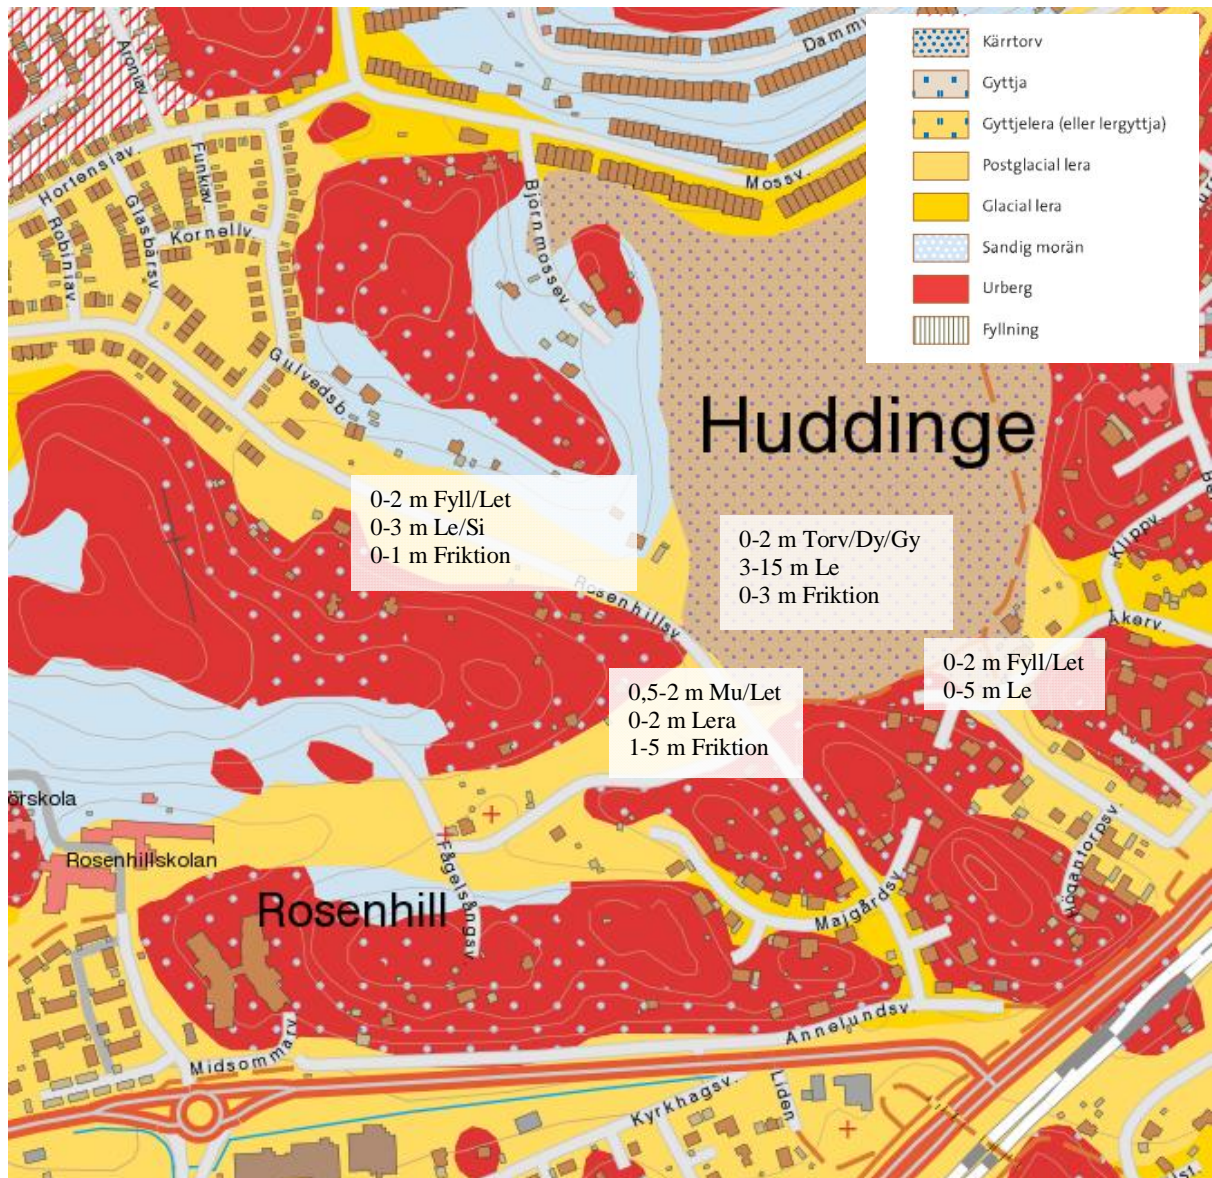 Kärrtorv
Gyttja
Gyttjelera (eller lergyttja)
Postglacial lera
Glacial lera
Sandig morän
Urberg
Fyllning
Aroniav.
Hortensiav.
Funkiav.
Glasbärsv.
Robiniav.
Kornellv.
Gulvedsb.
Björnmossev.
Mossv.
Huddinge
0-2 m Fyll/Let
0-3 m Le/Si
0-1 m Friktion
0-2 m Torv/Dy/Gy
3-15 m Le
0-3 m Friktion
Klippv.
Åkerv.
Rosenhillsv.
0-2 m Fyll/Let
0-5 m Le
0,5-2 m Mu/Let
0-2 m Lera
1-5 m Friktion
örskola
Rosenhillskolan
Rosenhill
Fågelsångsv.
Majgårdsv.
Högantorpsv.
Annelundsv.
Midsommarv.
Kyrkhagsv.
Liden